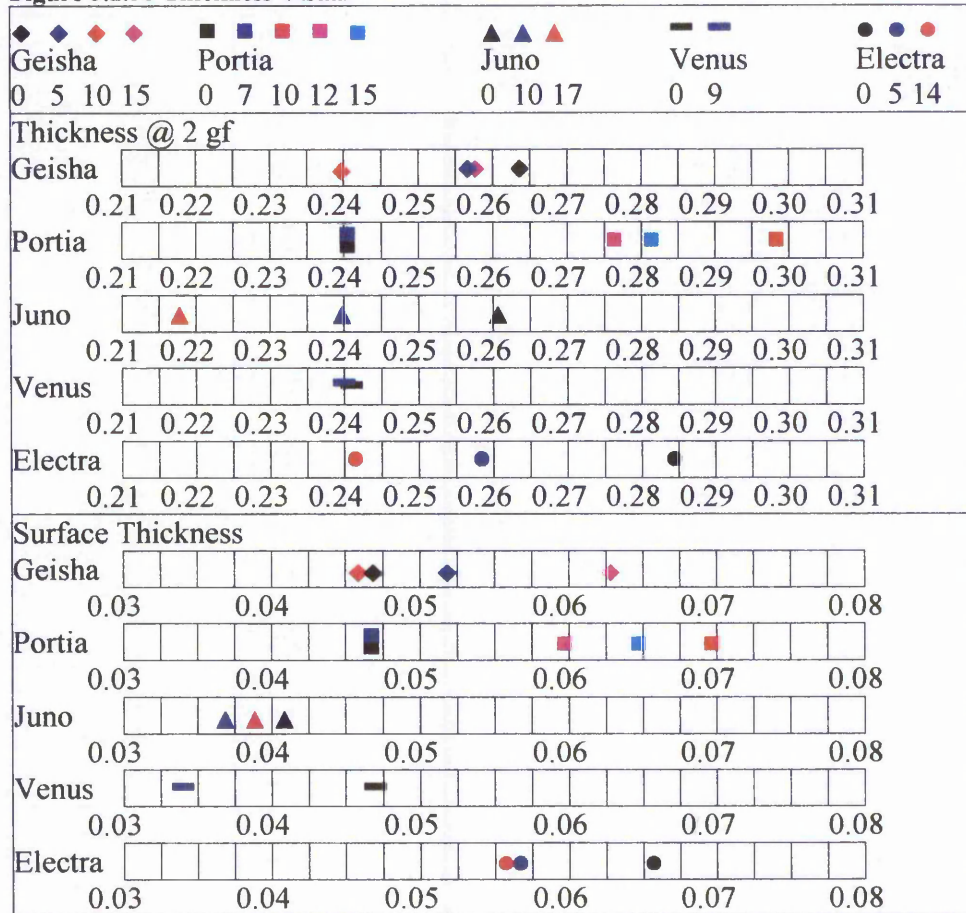 Geisha Portia Juno Venus Electra
0 5 10 15 0 7 10 12 15 0 10 17 0 9 0 5 14
Thickness @ 2 gf
Geisha
0.21 0.22 0.23 0.24 0.25 0.26 0.27 0.28 0.29 0.30 0.31
Portia
0.21 0.22 0.23 0.24 0.25 0.26 0.27 0.28 0.29 0.30 0.31
Juno
0.21 0.22 0.23 0.24 0.25 0.26 0.27 0.28 0.29 0.30 0.31
Venus
0.21 0.22 0.23 0.24 0.25 0.26 0.27 0.28 0.29 0.30 0.31
Electra
0.21 0.22 0.23 0.24 0.25 0.26 0.27 0.28 0.29 0.30 0.31
Surface Thickness
Geisha
0.03 0.04 0.05 0.06 0.07 0.08
Portia
0.03 0.04 0.05 0.06 0.07 0.08
Juno
0.03 0.04 0.05 0.06 0.07 0.08
Venus
0.03 0.04 0.05 0.06 0.07 0.08
Electra
0.03 0.04 0.05 0.06 0.07 0.08